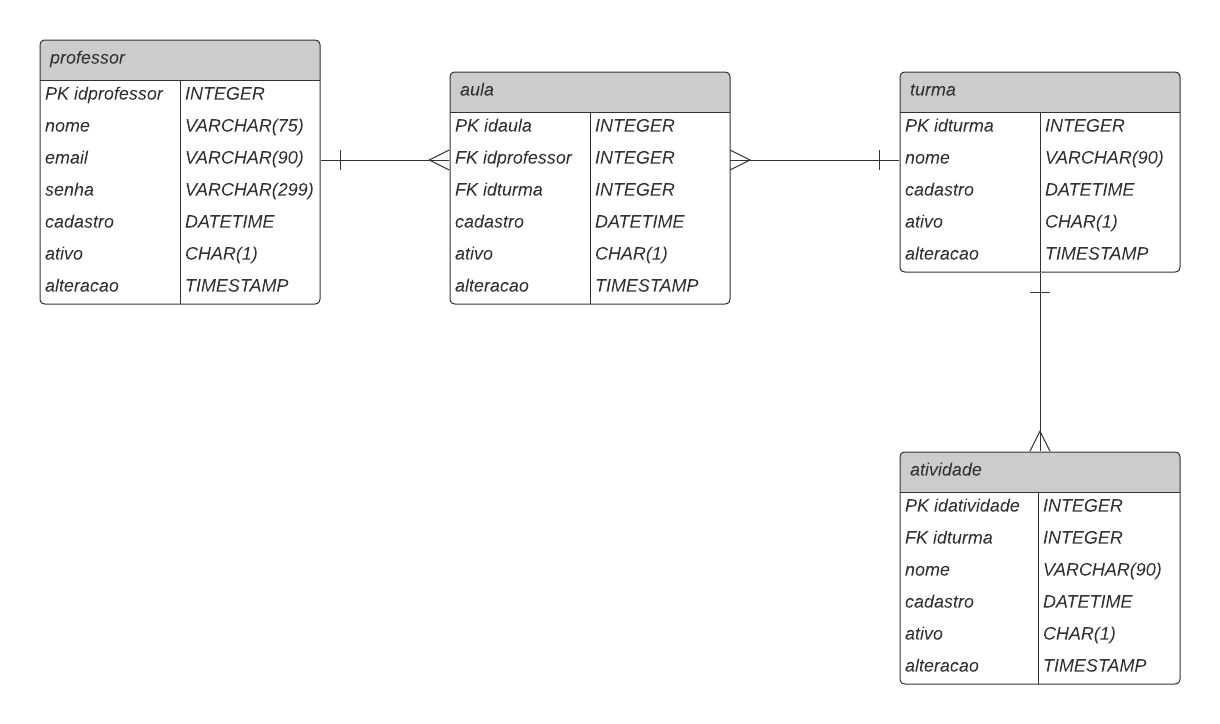 professor
PK idprofessor INTEGER
nome VARCHAR(75)
email VARCHAR(90)
senha VARCHAR(299)
cadastro DATETIME
ativo CHAR(1)
alteracao TIMESTAMP
aula
PK idaula INTEGER
FK idprofessor INTEGER
FK idturma INTEGER
cadastro DATETIME
ativo CHAR(1)
alteracao TIMESTAMP
turma
PK idturma INTEGER
nome VARCHAR(90)
cadastro DATETIME
ativo CHAR(1)
alteracao TIMESTAMP
atividade
PK idatividade INTEGER
FK idturma INTEGER
nome VARCHAR(90)
cadastro DATETIME
ativo CHAR(1)
alteracao TIMESTAMP